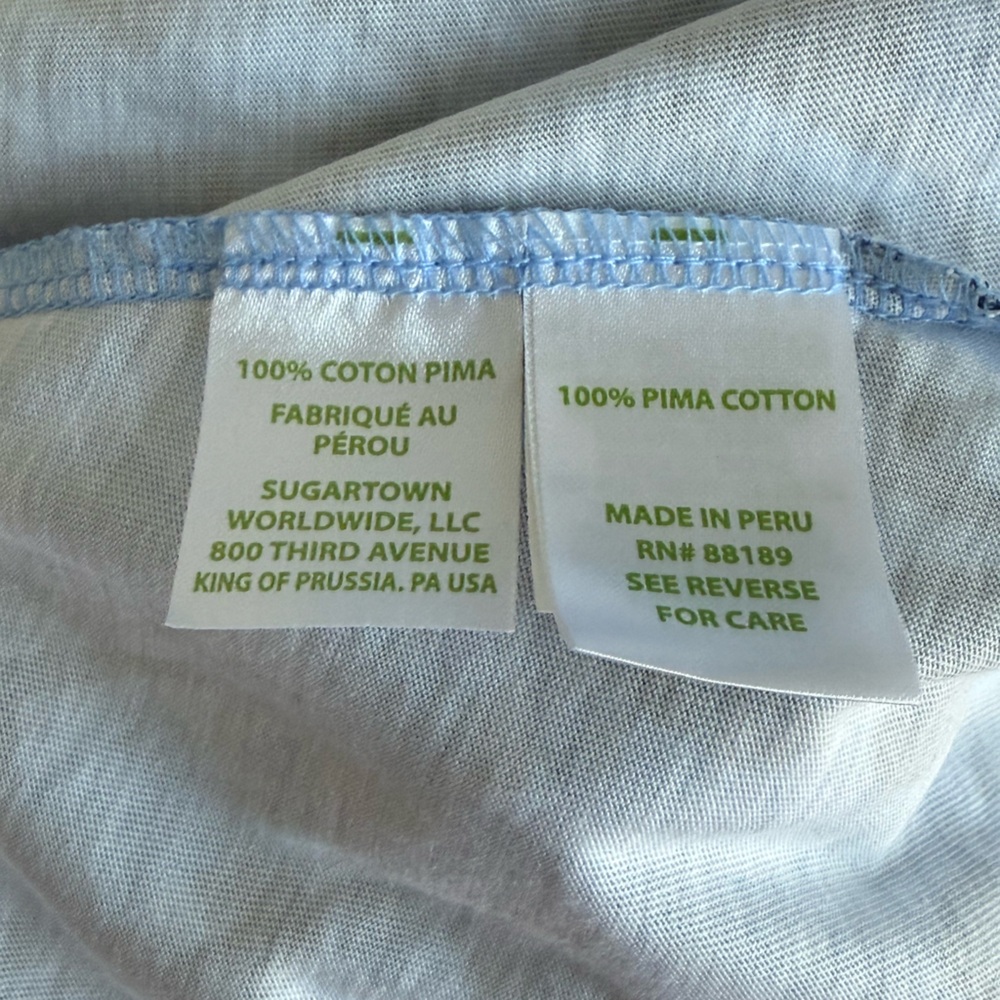 100% COTON PIMA
FABRIQUÉ AU
PÉROU
SUGARTOWN
WORLDWIDE, LLC
800 THIRD AVENUE
KING OF PRUSSIA. PA USA
100% PIMA COTTON
MADE IN PERU
RN# 88189
SEE REVERSE
FOR CARE